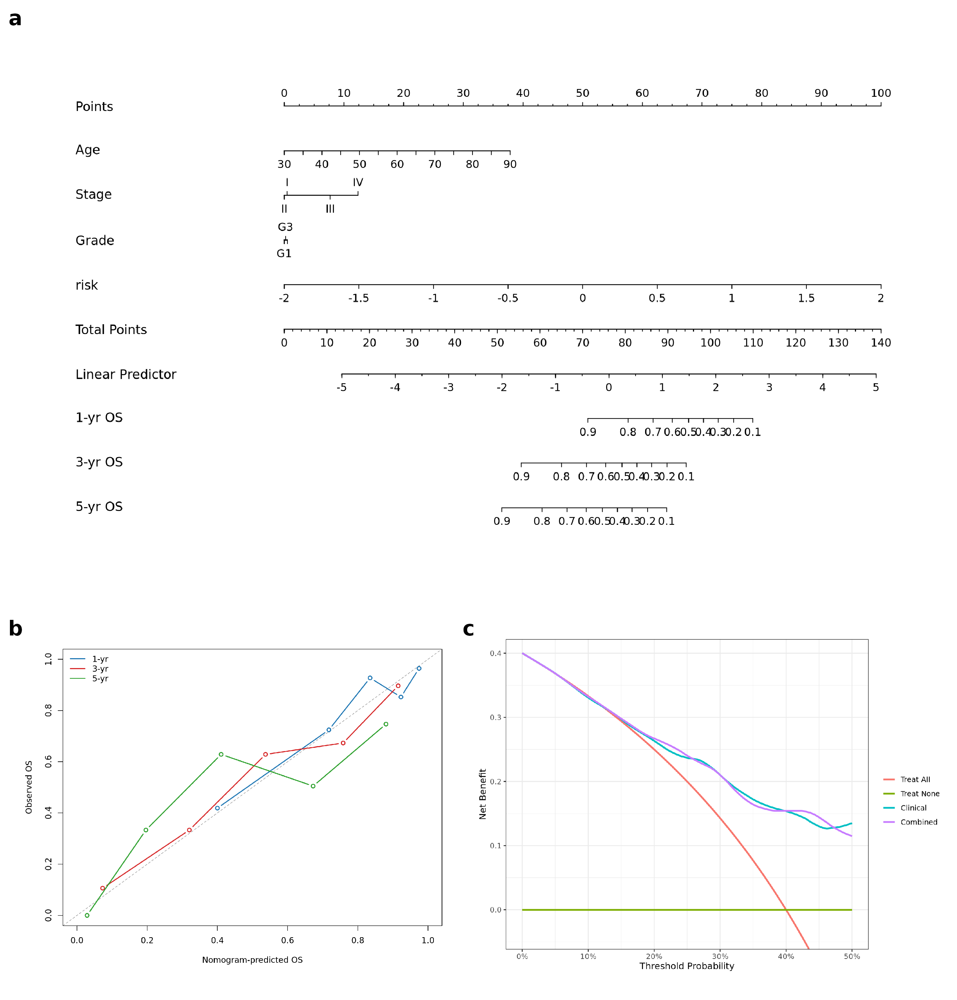 a
0 10 20 30 40 50 60 70 80 90 100
Points
Age
30 40 50 60 70 80 90
I IV
Stage
II III
G3
Grade
G1
risk
-2 -1.5 -1 -0.5 0 0.5 1 1.5 2
Total Points
0 10 20 30 40 50 60 70 80 90 100 110 120 130 140
Linear Predictor
-5 -4 -3 -2 -1 0 1 2 3 4 5
1-yr OS
0.9 0.8 0.7 0.6 0.5 0.4 0.3 0.2 0.1
3-yr OS
0.9 0.8 0.7 0.6 0.5 0.4 0.3 0.2 0.1
5-yr OS
0.9 0.8 0.7 0.6 0.5 0.4 0.3 0.2 0.1
b
1-yr
3-yr
5-yr
1.0
0.8
0.6
0.4
0.2
0.0
Observed OS
0.0 0.2 0.4 0.6 0.8 1.0
Nomogram-predicted OS
c
0.4
0.3
0.2
0.1
0.0
Net Benefit
0% 10% 20% 30% 40% 50%
Threshold Probability
Treat All
Treat None
Clinical
Combined